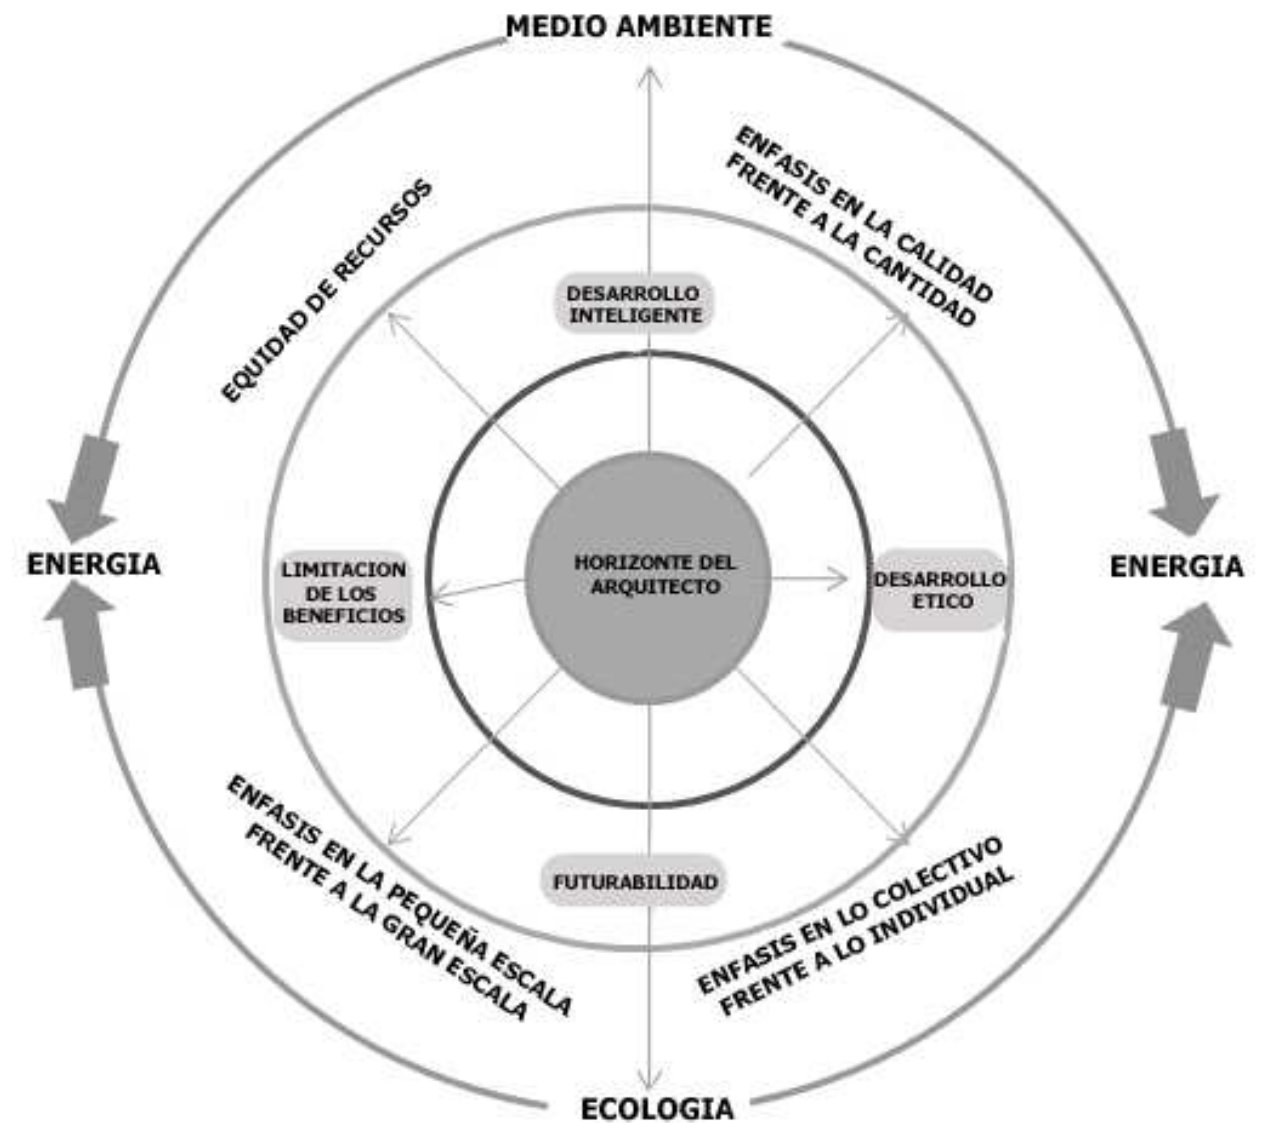 MEDIO AMBIENTE
ENFASIS EN LA CALIDAD
FRENTE A LA CANTIDAD
EQUIDAD DE RECURSOS
DESARROLLO
INTELIGENTE
ENERGIA
LIMITACION
DE LOS
BENEFICIOS
HORIZONTE DEL
ARQUITECTO
DESARROLLO
ETICO
ENERGIA
ENFASIS EN LA PEQUEÑA ESCALA
FRENTE A LA GRAN ESCALA
FUTURABILIDAD
ENFASIS EN LO COLECTIVO
FRENTE A LO INDIVIDUAL
ECOLOGIA